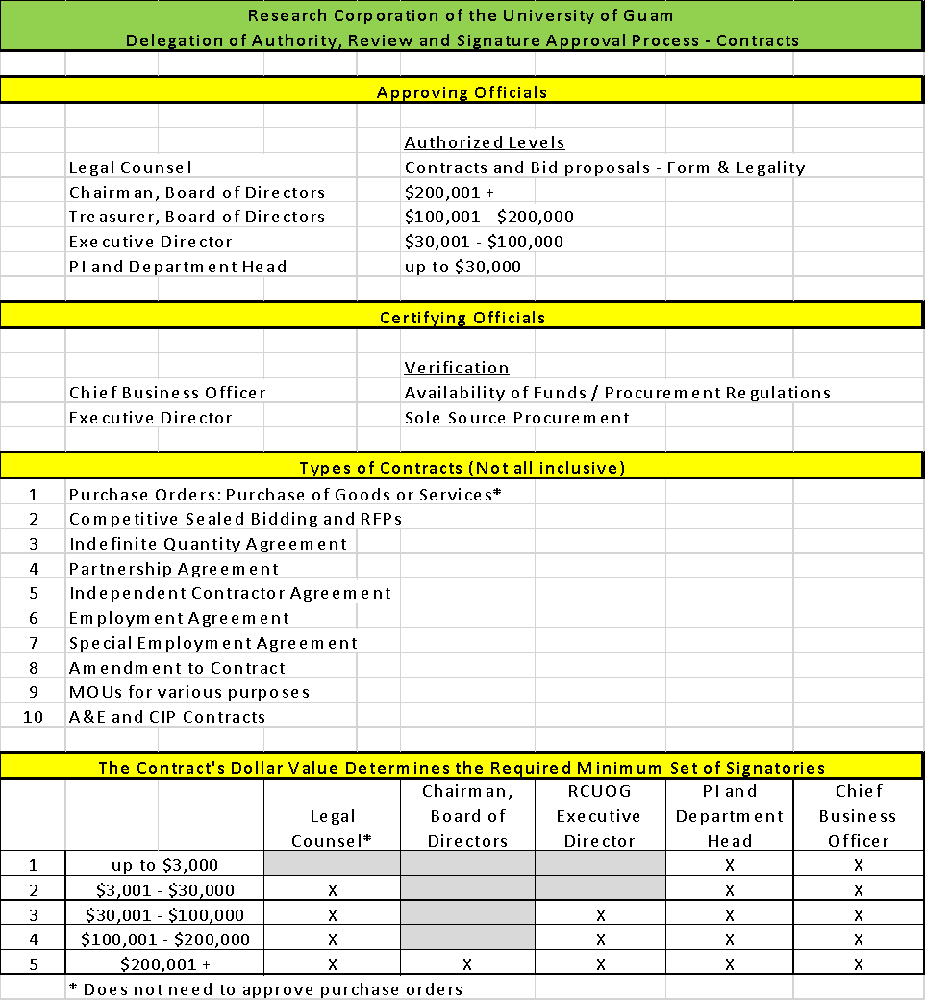 Research Corporation of the University of Guam
Delegation of Authority, Review and Signature Approval Process - Contracts
Approving Officials
Authorized Levels
Legal Counsel Contracts and Bid proposals - Form & Legality
Chairman, Board of Directors $200,001 +
Treasurer, Board of Directors $100,001 - $200,000
Executive Director $30,001 - $100,000
PI and Department Head up to $30,000
Certifying Officials
Verification
Chief Business Officer Availability of Funds / Procurement Regulations
Executive Director Sole Source Procurement
Types of Contracts (Not all inclusive)
1 Purchase Orders: Purchase of Goods or Services*
2 Competitive Sealed Bidding and RFPs
3 Indefinite Quantity Agreement
4 Partnership Agreement
5 Independent Contractor Agreement
6 Employment Agreement
7 Special Employment Agreement
8 Amendment to Contract
9 MOUs for various purposes
10 A&E and CIP Contracts
The Contract's Dollar Value Determines the Required Minimum Set of Signatories
Chairman, RCUOG PI and Chief
Legal Board of Executive Department Business
Counsel* Directors Director Head Officer
1 up to $3,000 X X
2 $3,001 - $30,000 X X X
3 $30,001 - $100,000 X X X X
4 $100,001 - $200,000 X X X X
5 $200,001 + X X X X X
* Does not need to approve purchase orders